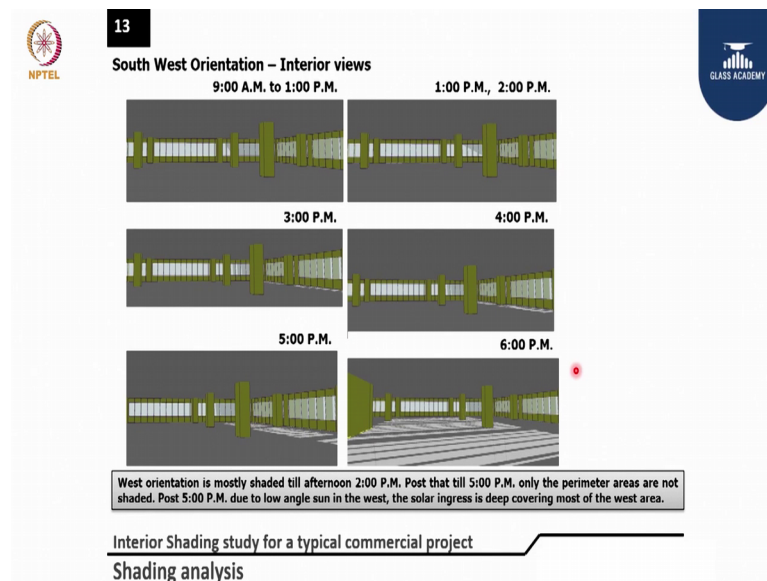 13
NPTEL
GLASS ACADEMY
South West Orientation – Interior views
9:00 A.M. to 1:00 P.M.
1:00 P.M., 2:00 P.M.
3:00 P.M.
4:00 P.M.
5:00 P.M.
6:00 P.M.
West orientation is mostly shaded till afternoon 2:00 P.M. Post that till 5:00 P.M. only the perimeter areas are not
shaded. Post 5:00 P.M. due to low angle sun in the west, the solar ingress is deep covering most of the west area.
Interior Shading study for a typical commercial project
Shading analysis